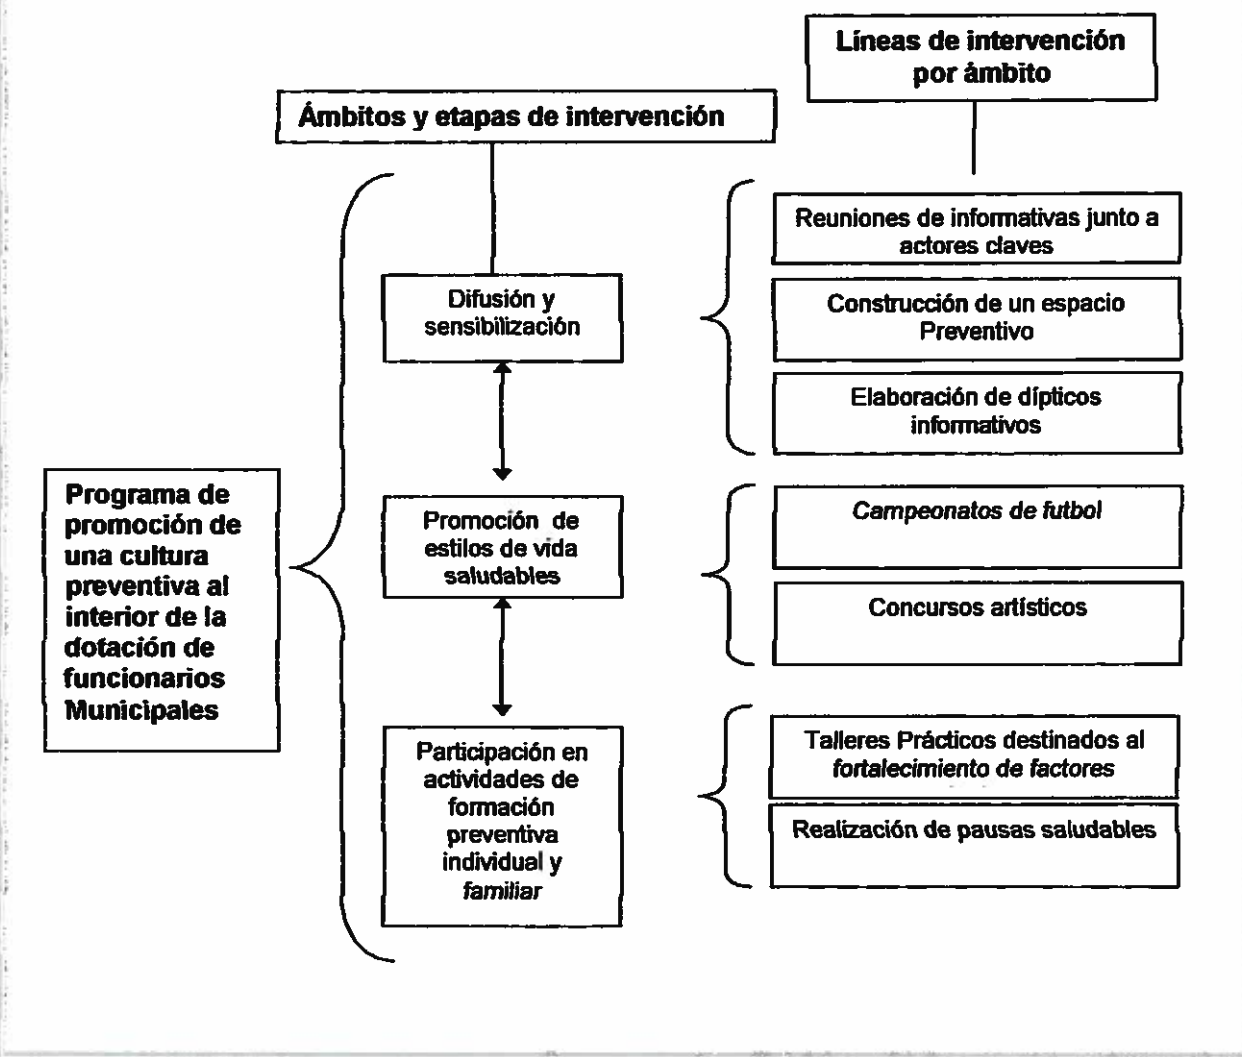 Líneas de intervención
por ámbito
Ámbitos y etapas de intervención
Reuniones de informativas junto a
actores claves
Difusión y
sensibilización
Construcción de un espacio
Preventivo
Elaboración de dípticos
informativos
Programa de
promoción de
una cultura
preventiva al
interior de la
dotación de
funcionarios
Municipales
Promoción de
estilos de vida
saludables
Campeonatos de futbol
Concursos artísticos
Participación en
actividades de
formación
preventiva
individual y
familiar
Talleres Prácticos destinados al
fortalecimiento de factores
Realización de pausas saludables